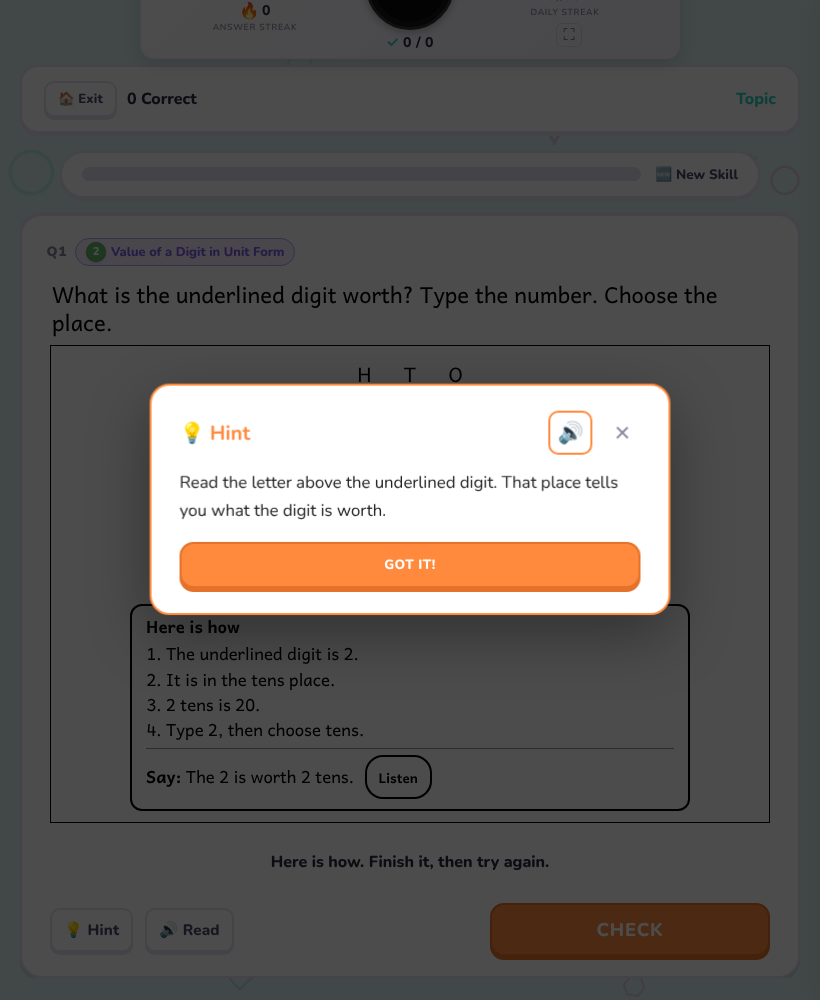 🔥 0
ANSWER STREAK
DAILY STREAK
✓ 0 / 0
🏠 Exit
0 Correct
Topic
🆕 New Skill
Q1
2 Value of a Digit in Unit Form
What is the underlined digit worth? Type the number. Choose the
place.
H T O
💡 Hint
🔊
✕
Read the letter above the underlined digit. That place tells
you what the digit is worth.
GOT IT!
Here is how
1. The underlined digit is 2.
2. It is in the tens place.
3. 2 tens is 20.
4. Type 2, then choose tens.
Say: The 2 is worth 2 tens. Listen
Here is how. Finish it, then try again.
💡 Hint
🔊 Read
CHECK